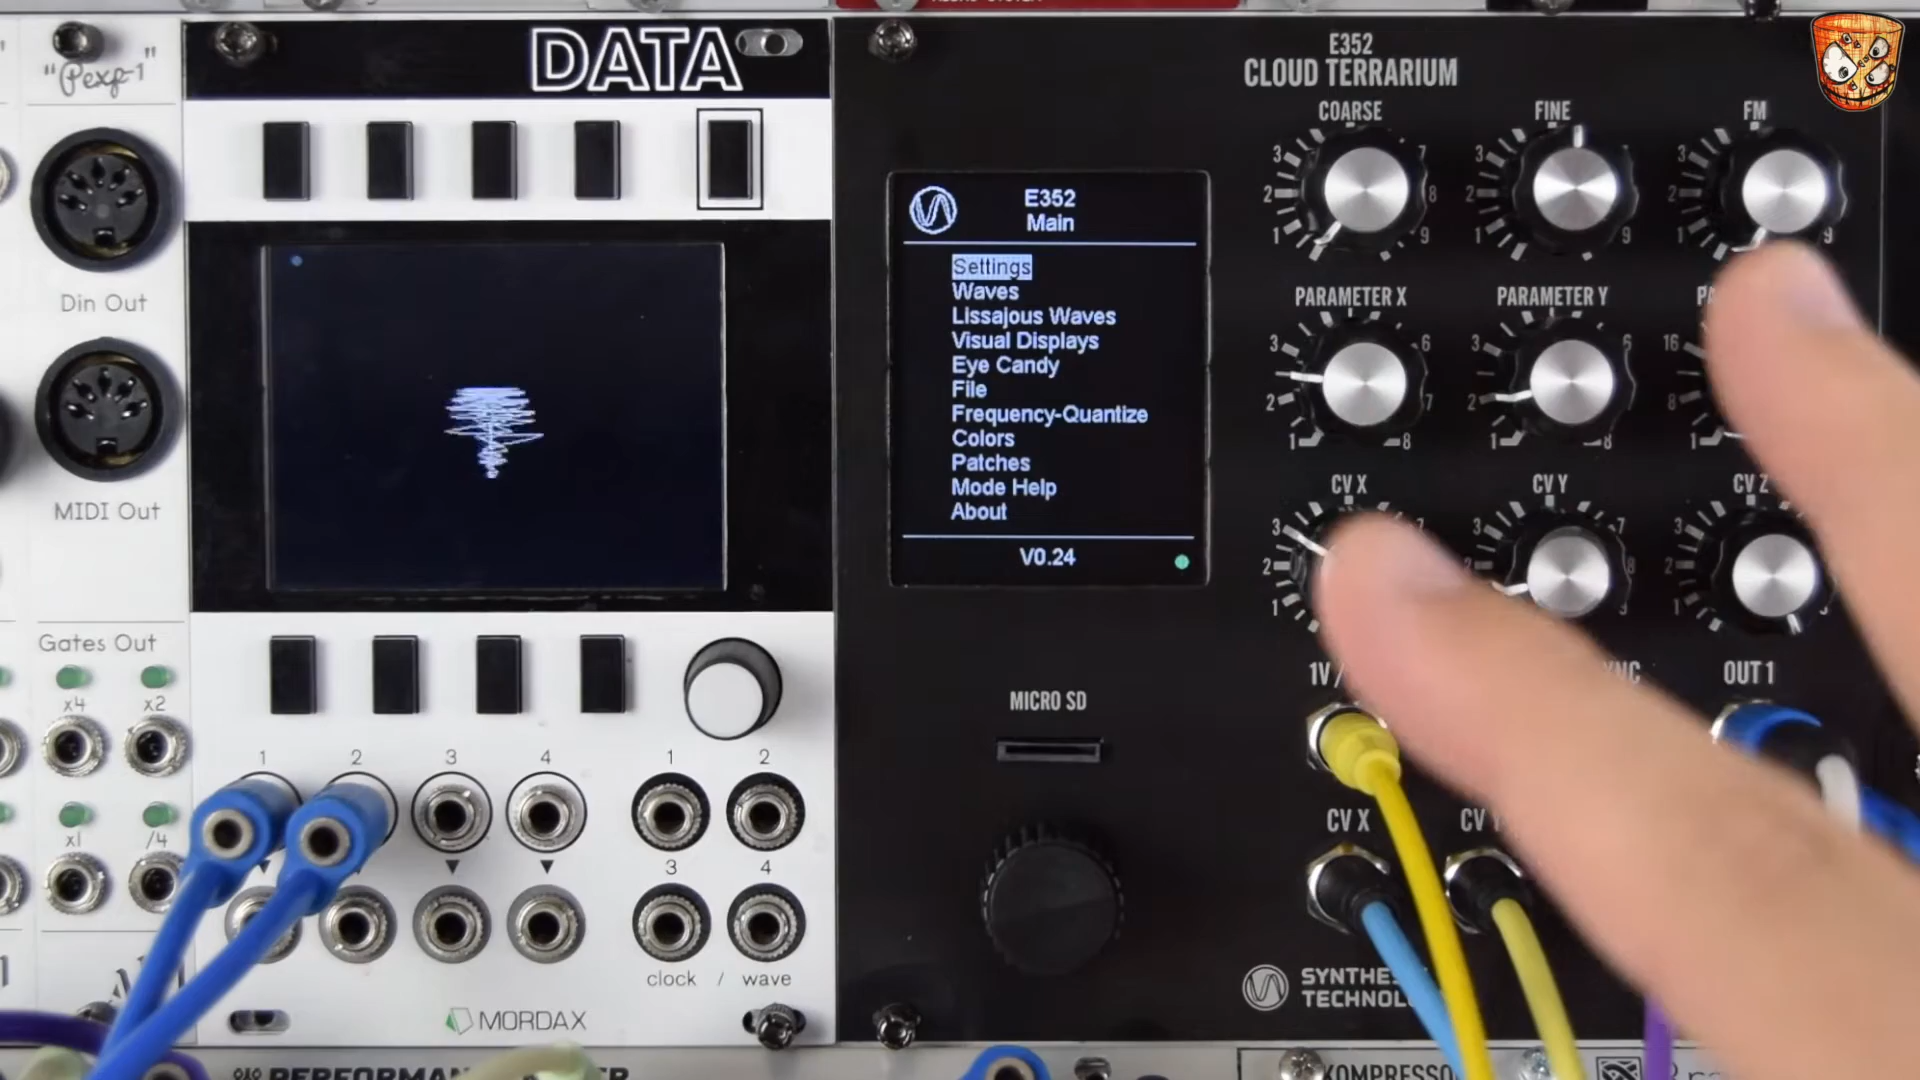 "Pexp-1"
Din Out
MIDI Out
Gates Out
x4 x2
x1 /4
DATA
1 2 3 4
1 2
3 4
clock / wave
MORDAX
E352
CLOUD TERRARIUM
COARSE FINE FM
E352
Main
Settings
Waves
Lissajous Waves
Visual Displays
Eye Candy
File
Frequency-Quantize
Colors
Patches
Mode Help
About
V0.24
PARAMETER X PARAMETER Y
CV X CV Y CV Z
OUT 1
MICRO SD
CV X